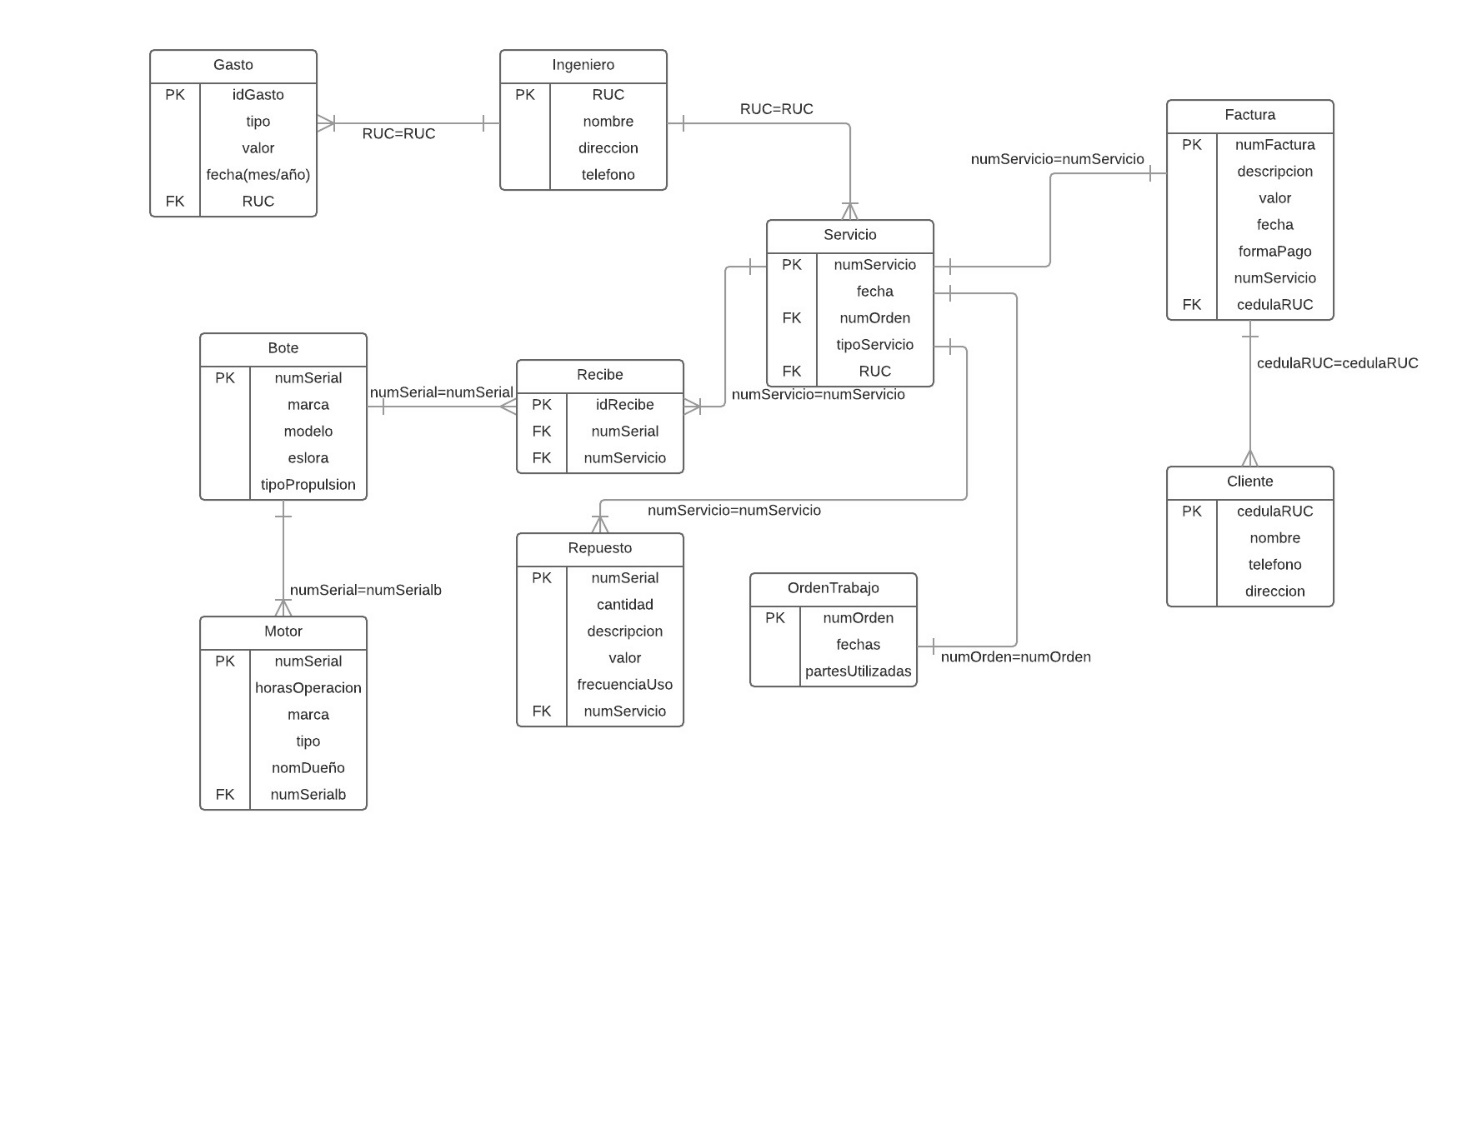 Gasto
PK idGasto
tipo
valor
fecha(mes/año)
FK RUC
RUC=RUC
Ingeniero
PK RUC
nombre
direccion
telefono
RUC=RUC
Factura
PK numFactura
descripcion
valor
fecha
formaPago
numServicio
FK cedulaRUC
numServicio=numServicio
Servicio
PK numServicio
fecha
FK numOrden
tipoServicio
FK RUC
numServicio=numServicio
Bote
PK numSerial
marca
modelo
eslora
tipoPropulsion
numSerial=numSerial
Recibe
PK idRecibe
FK numSerial
FK numServicio
cedulaRUC=cedulaRUC
Cliente
PK cedulaRUC
nombre
telefono
direccion
numServicio=numServicio
Repuesto
PK numSerial
cantidad
descripcion
valor
frecuenciaUso
FK numServicio
OrdenTrabajo
PK numOrden
fechas
partesUtilizadas
numOrden=numOrden
numSerial=numSerialb
Motor
PK numSerial
horasOperacion
marca
tipo
nomDueño
FK numSerialb